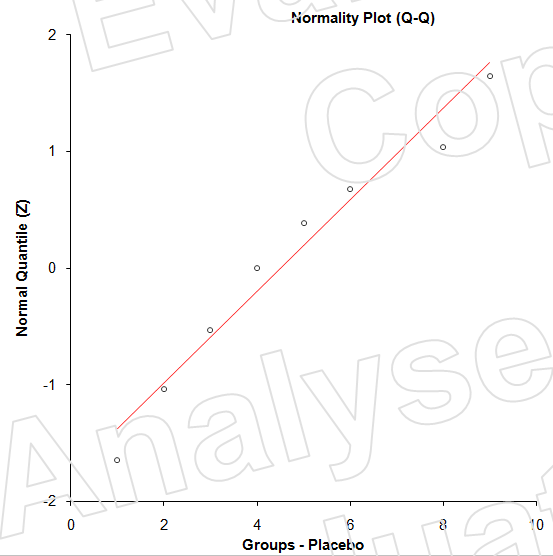 Normality Plot (Q-Q)
2
1
0
-1
-2
Normal Quantile (Z)
0 2 4 6 8 10
Groups - Placebo
Analyse